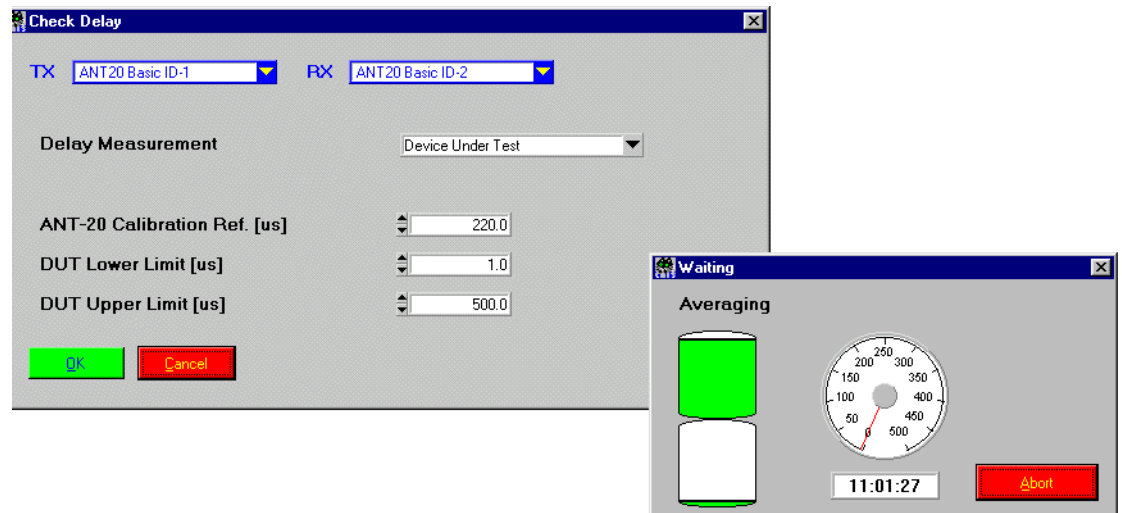 Check Delay
TX ANT20 Basic ID-1 RX ANT20 Basic ID-2
Delay Measurement Device Under Test
ANT-20 Calibration Ref. [us] 220.0
DUT Lower Limit [us] 1.0
DUT Upper Limit [us] 500.0
OK Cancel
Waiting
Averaging
250
200 300
150 350
100 400
50 450
0 500
11:01:27 Abort